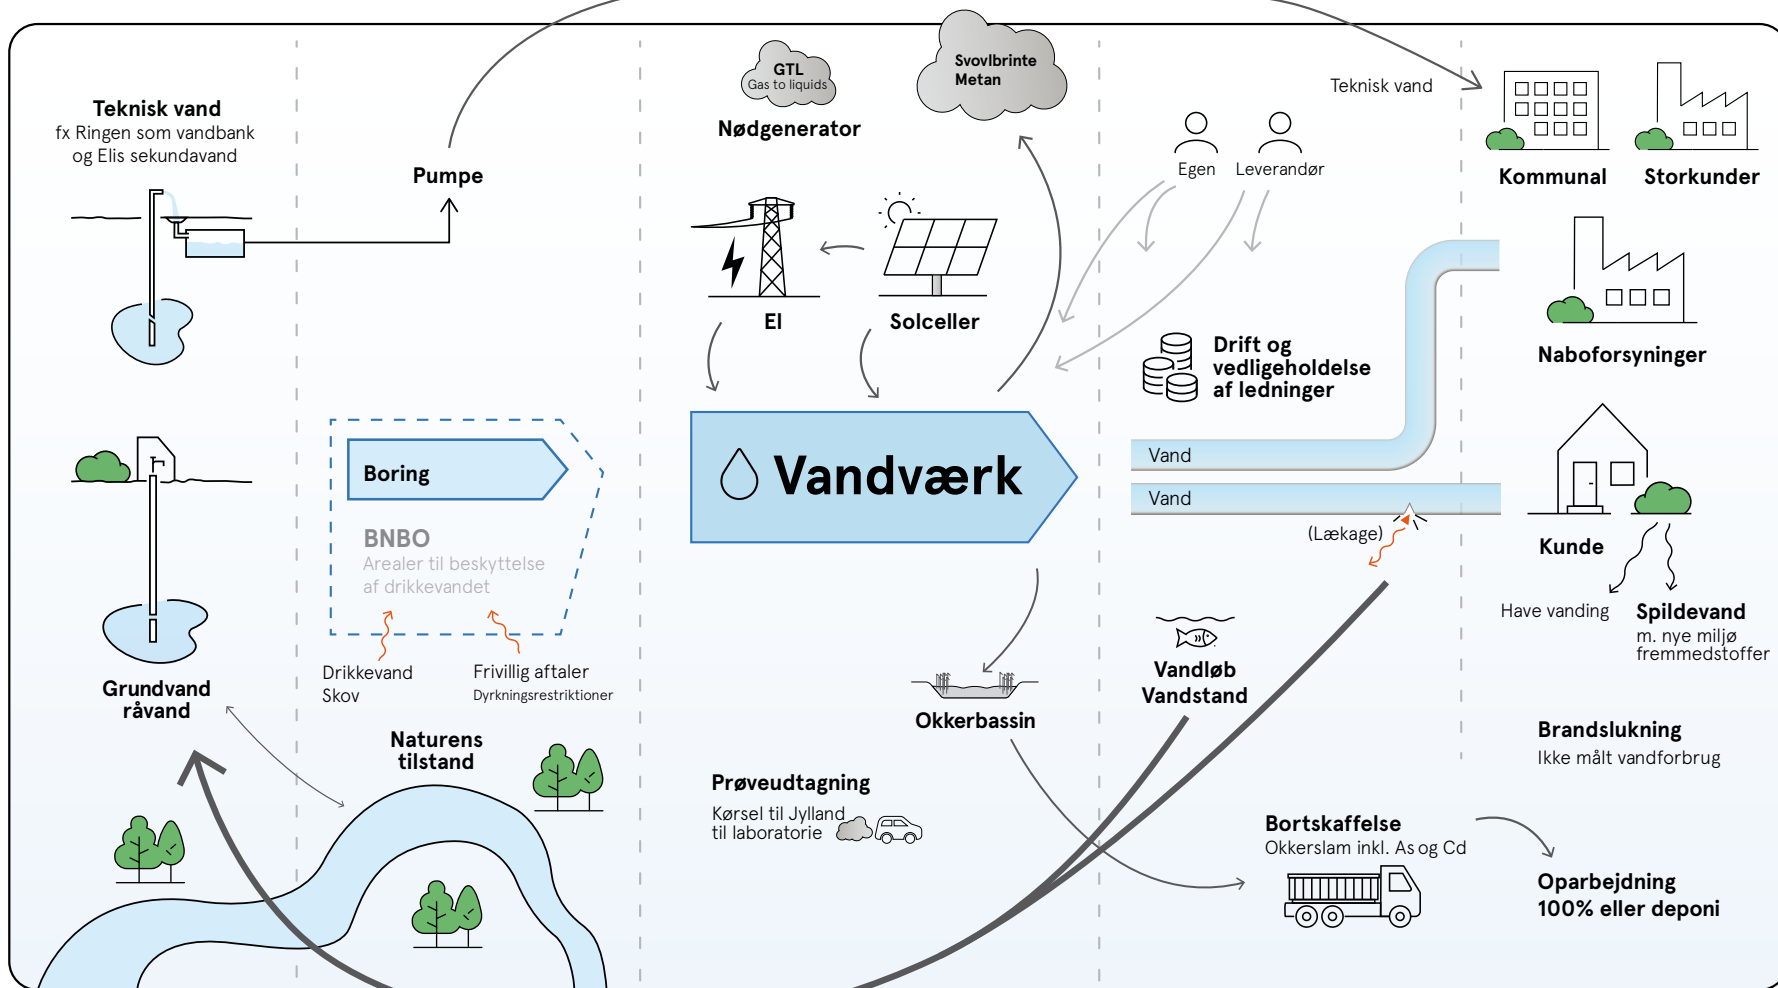 Teknisk vand
fx Ringen som vandbank
og Elis sekundavand
Pumpe
Grundvand
råvand
Boring
BNBO
Arealer til beskyttelse
af drikkevandet
Drikkevand
Skov
Frivillig aftaler
Dyrkningsrestriktioner
Naturens
tilstand
GTL
Gas to liquids
Nødgenerator
Svovlbrinte
Metan
El
Solceller
Vandværk
Okkerbassin
Prøveudtagning
Kørsel til Jylland
til laboratorie
Egen
Leverandør
Teknisk vand
Drift og
vedligeholdelse
af ledninger
Vand
Vand
(Lækage)
Vandløb
Vandstand
Bortskaffelse
Okkerslam inkl. As og Cd
Kommunal
Storkunder
Naboforsyninger
Kunde
Have vanding
Spildevand
m. nye miljø
fremmedstoffer
Brandslukning
Ikke målt vandforbrug
Oparbejdning
100% eller deponi